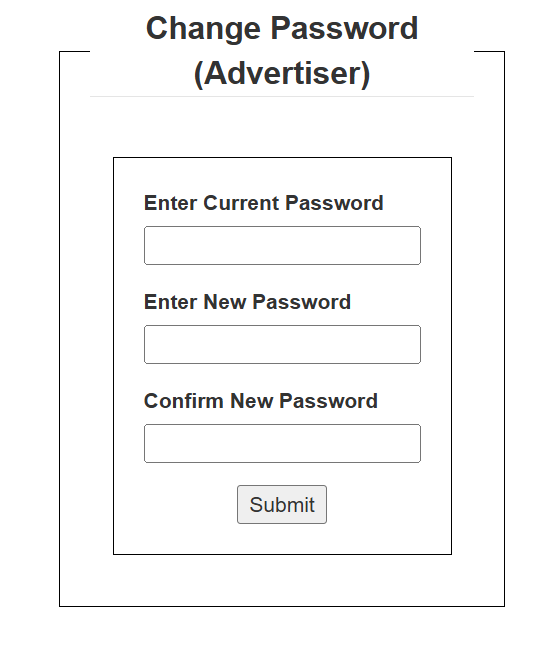 Change Password
(Advertiser)
Enter Current Password
Enter New Password
Confirm New Password
Submit